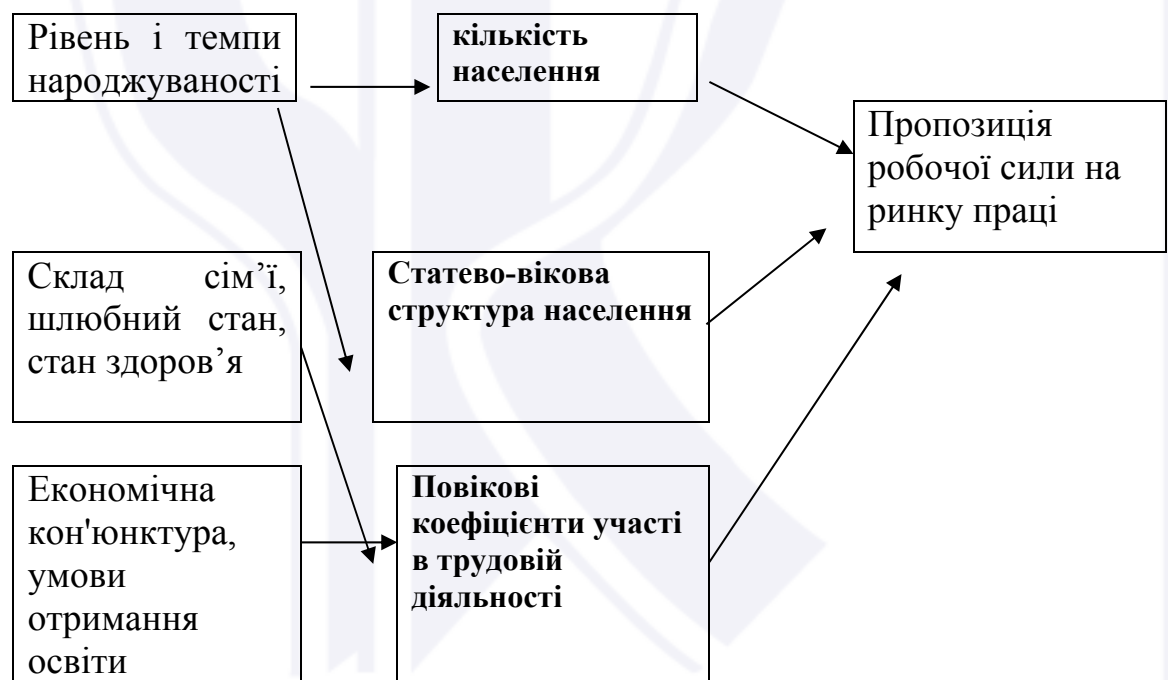 Рівень і темпи
народжуваності
кількість
населення
Пропозиція
робочої сили на
ринку праці
Склад сім’ї,
шлюбний стан,
стан здоров’я
Статево-вікова
структура населення
Економічна
кон'юнктура,
умови
отримання
освіти
Повікові
коефіцієнти участі
в трудовій
діяльності